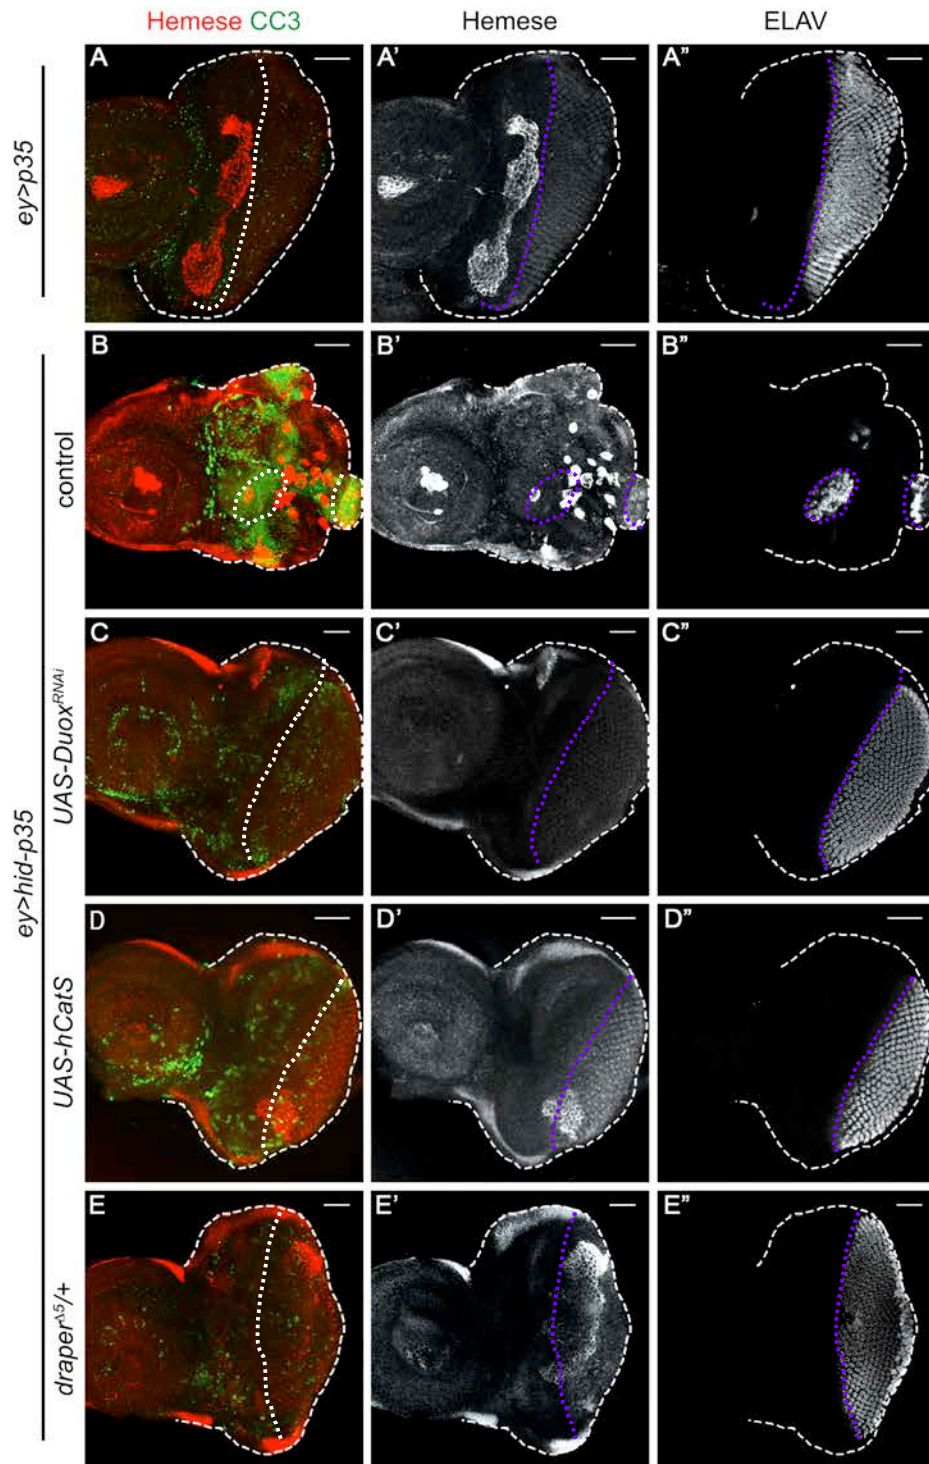 Hemese CC3 Hemese ELAV
ey>p35
A A' A"
ey>hid-p35
control
B B' B"
UAS-Duox^RNAi
C C' C"
UAS-hCatS
D D' D"
draper^Δ5/+
E E' E"